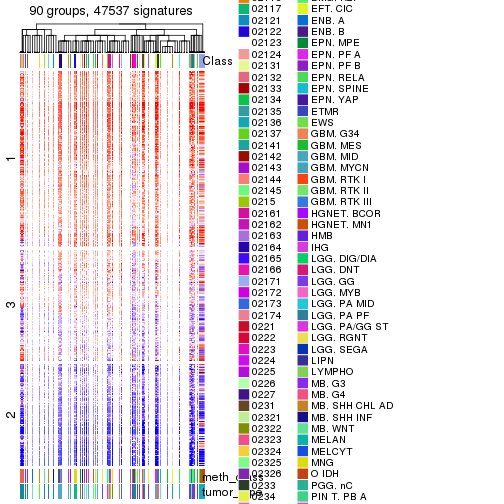 90 groups, 47537 signatures
Class
1
3
2
02117 EFT. CIC
02121 ENB. A
02122 ENB. B
02123 EPN. MPE
02124 EPN. PF A
02131 EPN. PF B
02132 EPN. RELA
02133 EPN. SPINE
02134 EPN. YAP
02135 ETMR
02136 EWS
02137 GBM. G34
02141 GBM. MES
02142 GBM. MID
02143 GBM. MYCN
02144 GBM. RTK I
02145 GBM. RTK II
0215 GBM. RTK III
02161 HGNET. BCOR
02162 HGNET. MN1
02163 HMB
02164 IHG
02165 LGG. DIG/DIA
02166 LGG. DNT
02171 LGG. GG
02172 LGG. MYB
02173 LGG. PA MID
02174 LGG. PA PF
0221 LGG. PA/GG ST
0222 LGG. RGNT
0223 LGG. SEGA
0224 LIPN
0225 LYMPHO
0226 MB. G3
0227 MB. G4
0231 MB. SHH CHL AD
02321 MB. SHH INF
02322 MB. WNT
02323 MELAN
02324 MELCYT
02325 MNG
02326 O DH
0233 PGG. nC
0234 PIN T. PB A